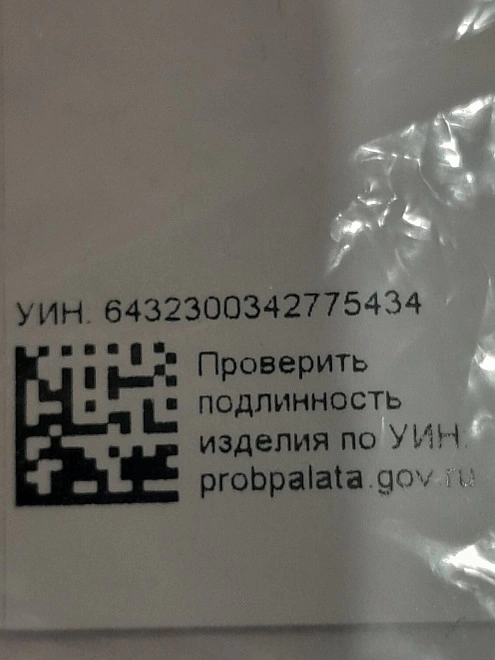 УИН. 6432300342775434
Проверить
подлинность
изделия по УИН.
probpalata.gov.ru